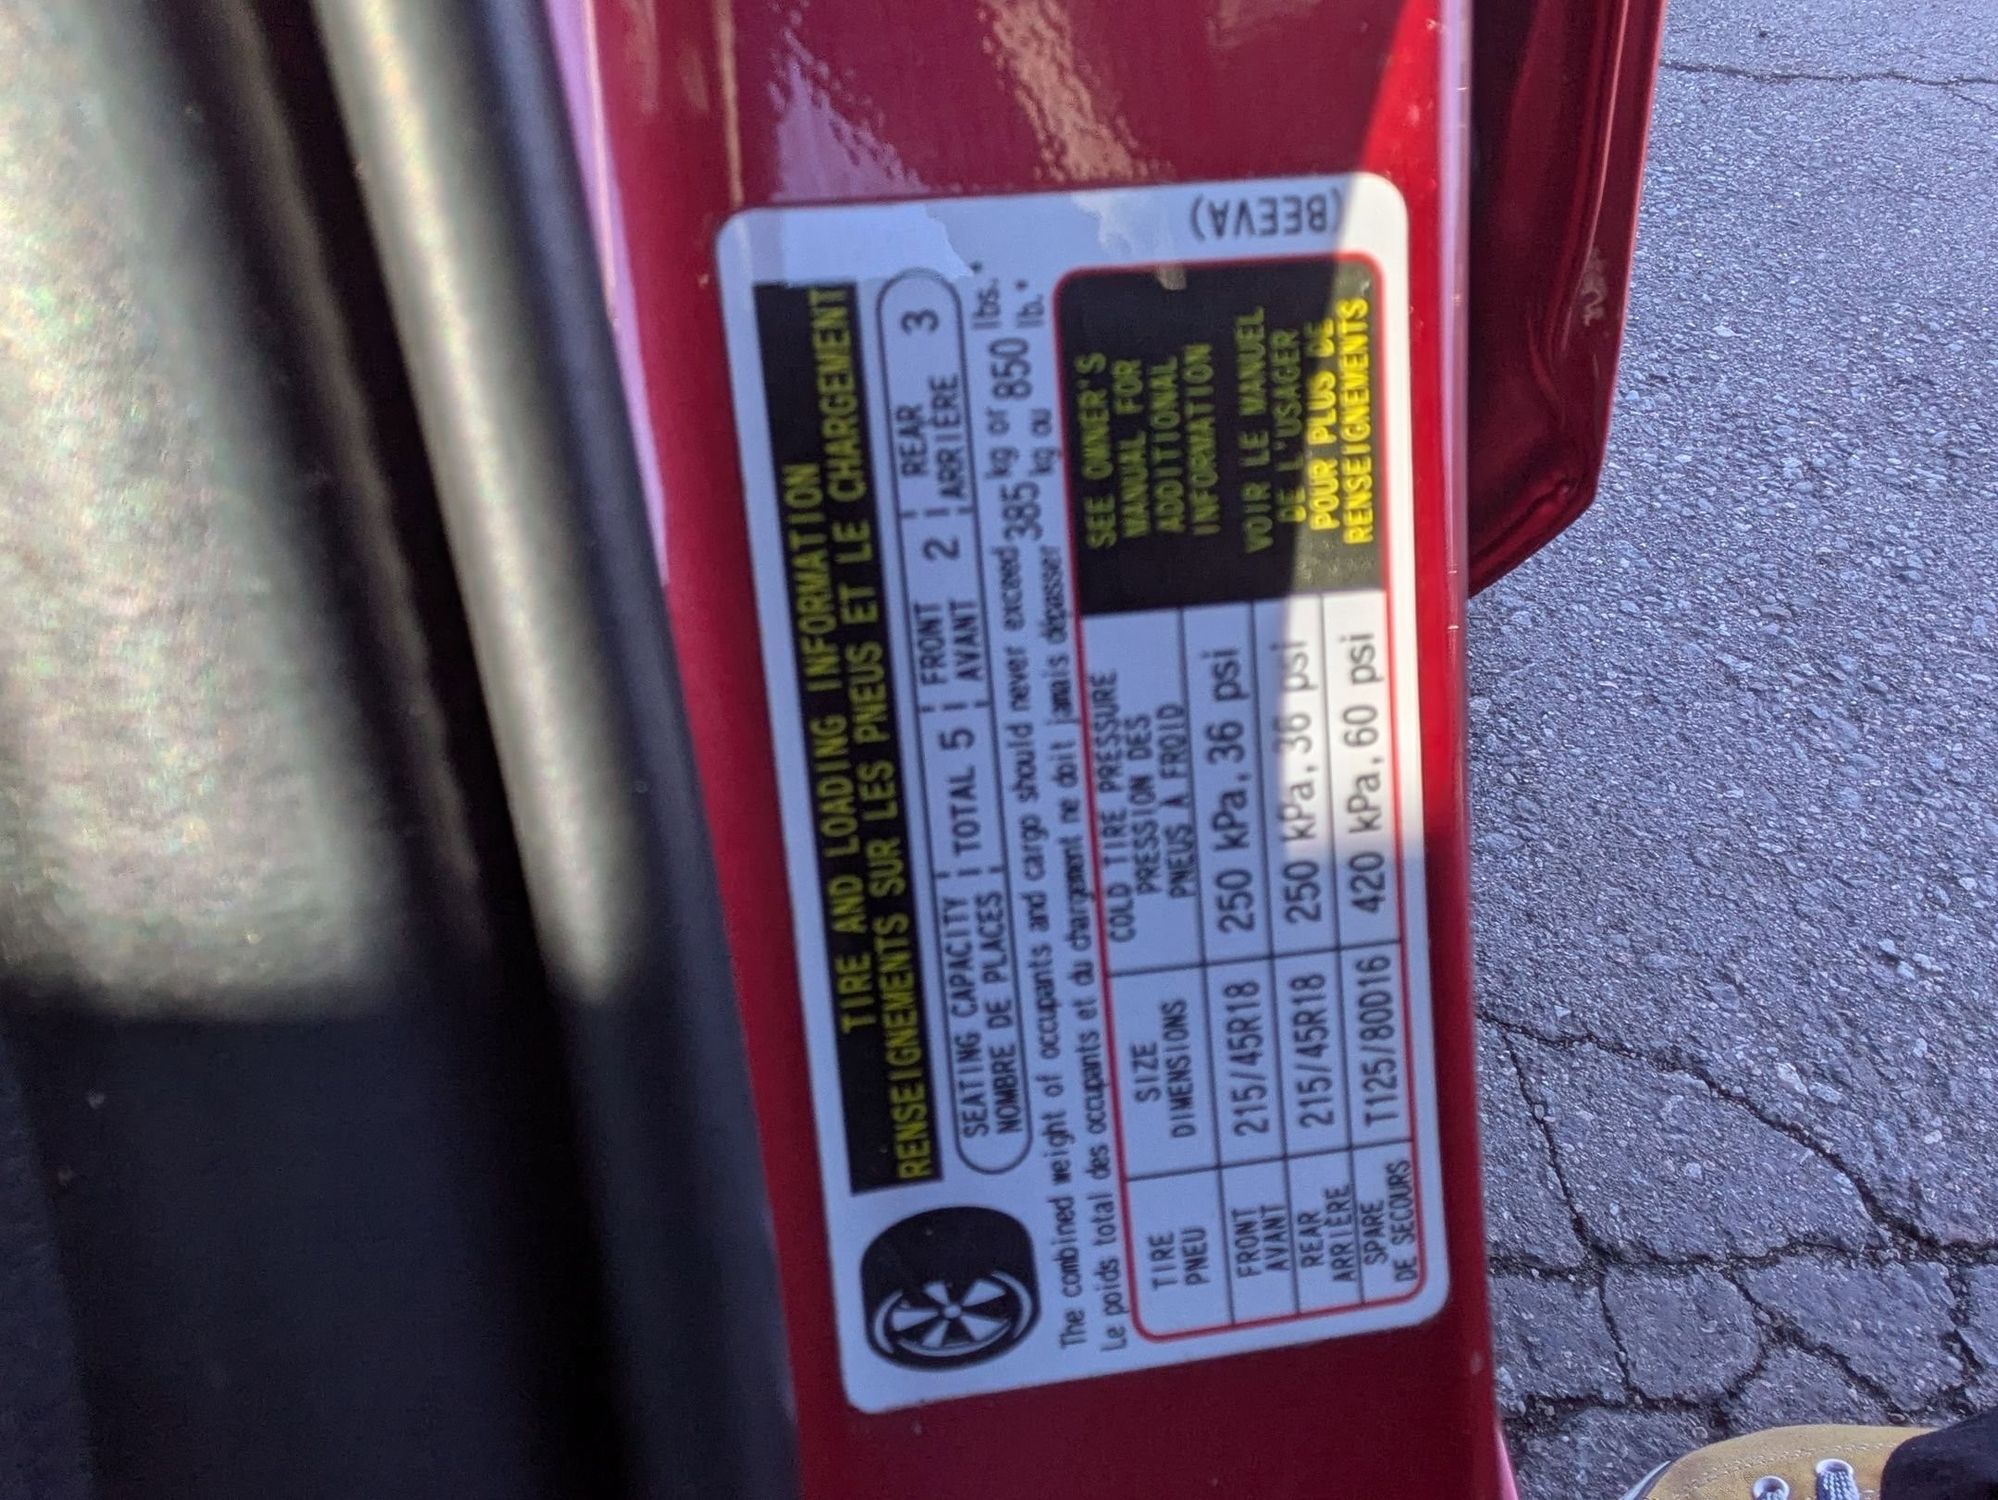 TIRE AND LOADING INFORMATION
RENSEIGNEMENTS SUR LES PNEUS ET LE CHARGEMENT
SEATING CAPACITY TOTAL 5 FRONT 2 REAR 3
NOMBRE DE PLACES AVANT ARRIÈRE
The combined weight of occupants and cargo should never exceed 385 kg or 850 lbs.*
Le poids total des occupants et du chargement ne doit jamais dépasser kg ou lb.*
TIRE SIZE COLD TIRE PRESSURE
PNEU DIMENSIONS PRESSION DES
PNEUS A FROID
FRONT 215/45R18 250 kPa, 36 psi
AVANT
REAR 215/45R18 250 kPa, 36 psi
ARRIÈRE
SPARE T125/80D16 420 kPa, 60 psi
DE SECOURS
SEE OWNER'S
MANUAL FOR
ADDITIONAL
INFORMATION
VOIR LE MANUEL
DE L'USAGER
POUR PLUS DE
RENSEIGNEMENTS
(BEEVA)